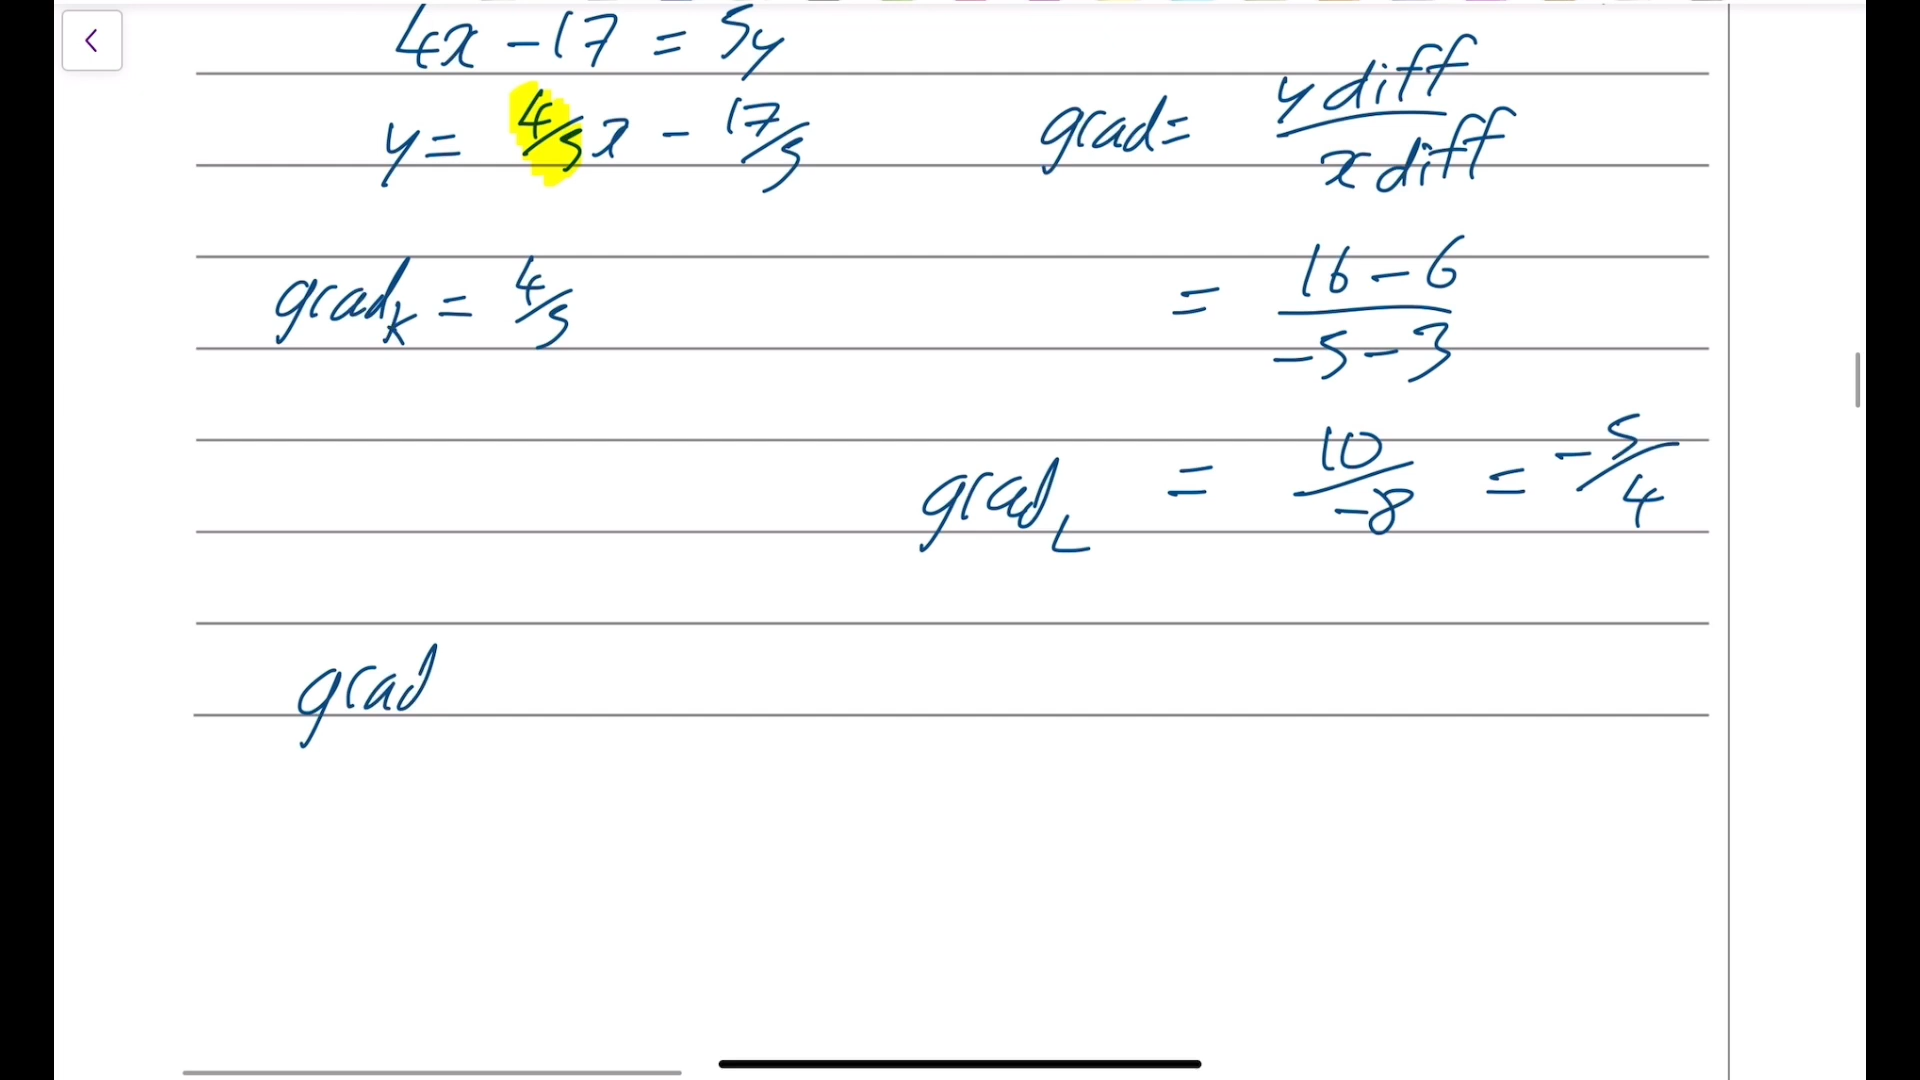 4x - 17 = 5y
y = 4/5 x - 17/5
grad = y diff / x diff
grad_K = 4/5
= 16 - 6 / -5 - 3
grad_L = 10 / -8 = -5/4
grad